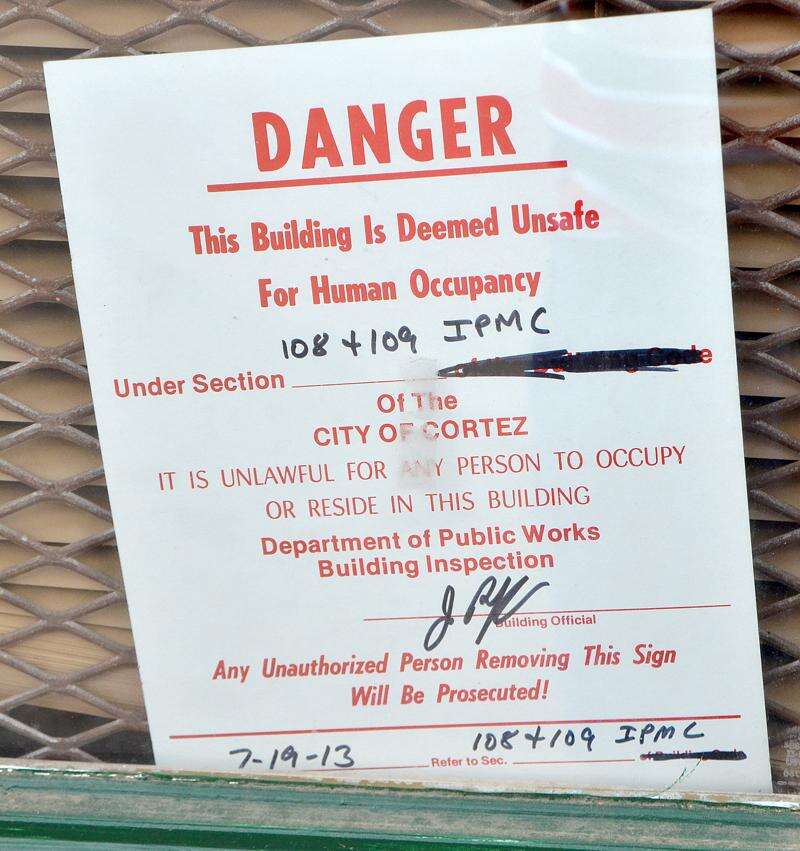 DANGER
This Building Is Deemed Unsafe
For Human Occupancy
108 + 109 IPMC
Under Section
Of The
CITY OF CORTEZ
IT IS UNLAWFUL FOR ANY PERSON TO OCCUPY
OR RESIDE IN THIS BUILDING
Department of Public Works
Building Inspection
Building Official
Any Unauthorized Person Removing This Sign
Will Be Prosecuted!
7-19-13 Refer to Sec. 108 + 109 IPMC